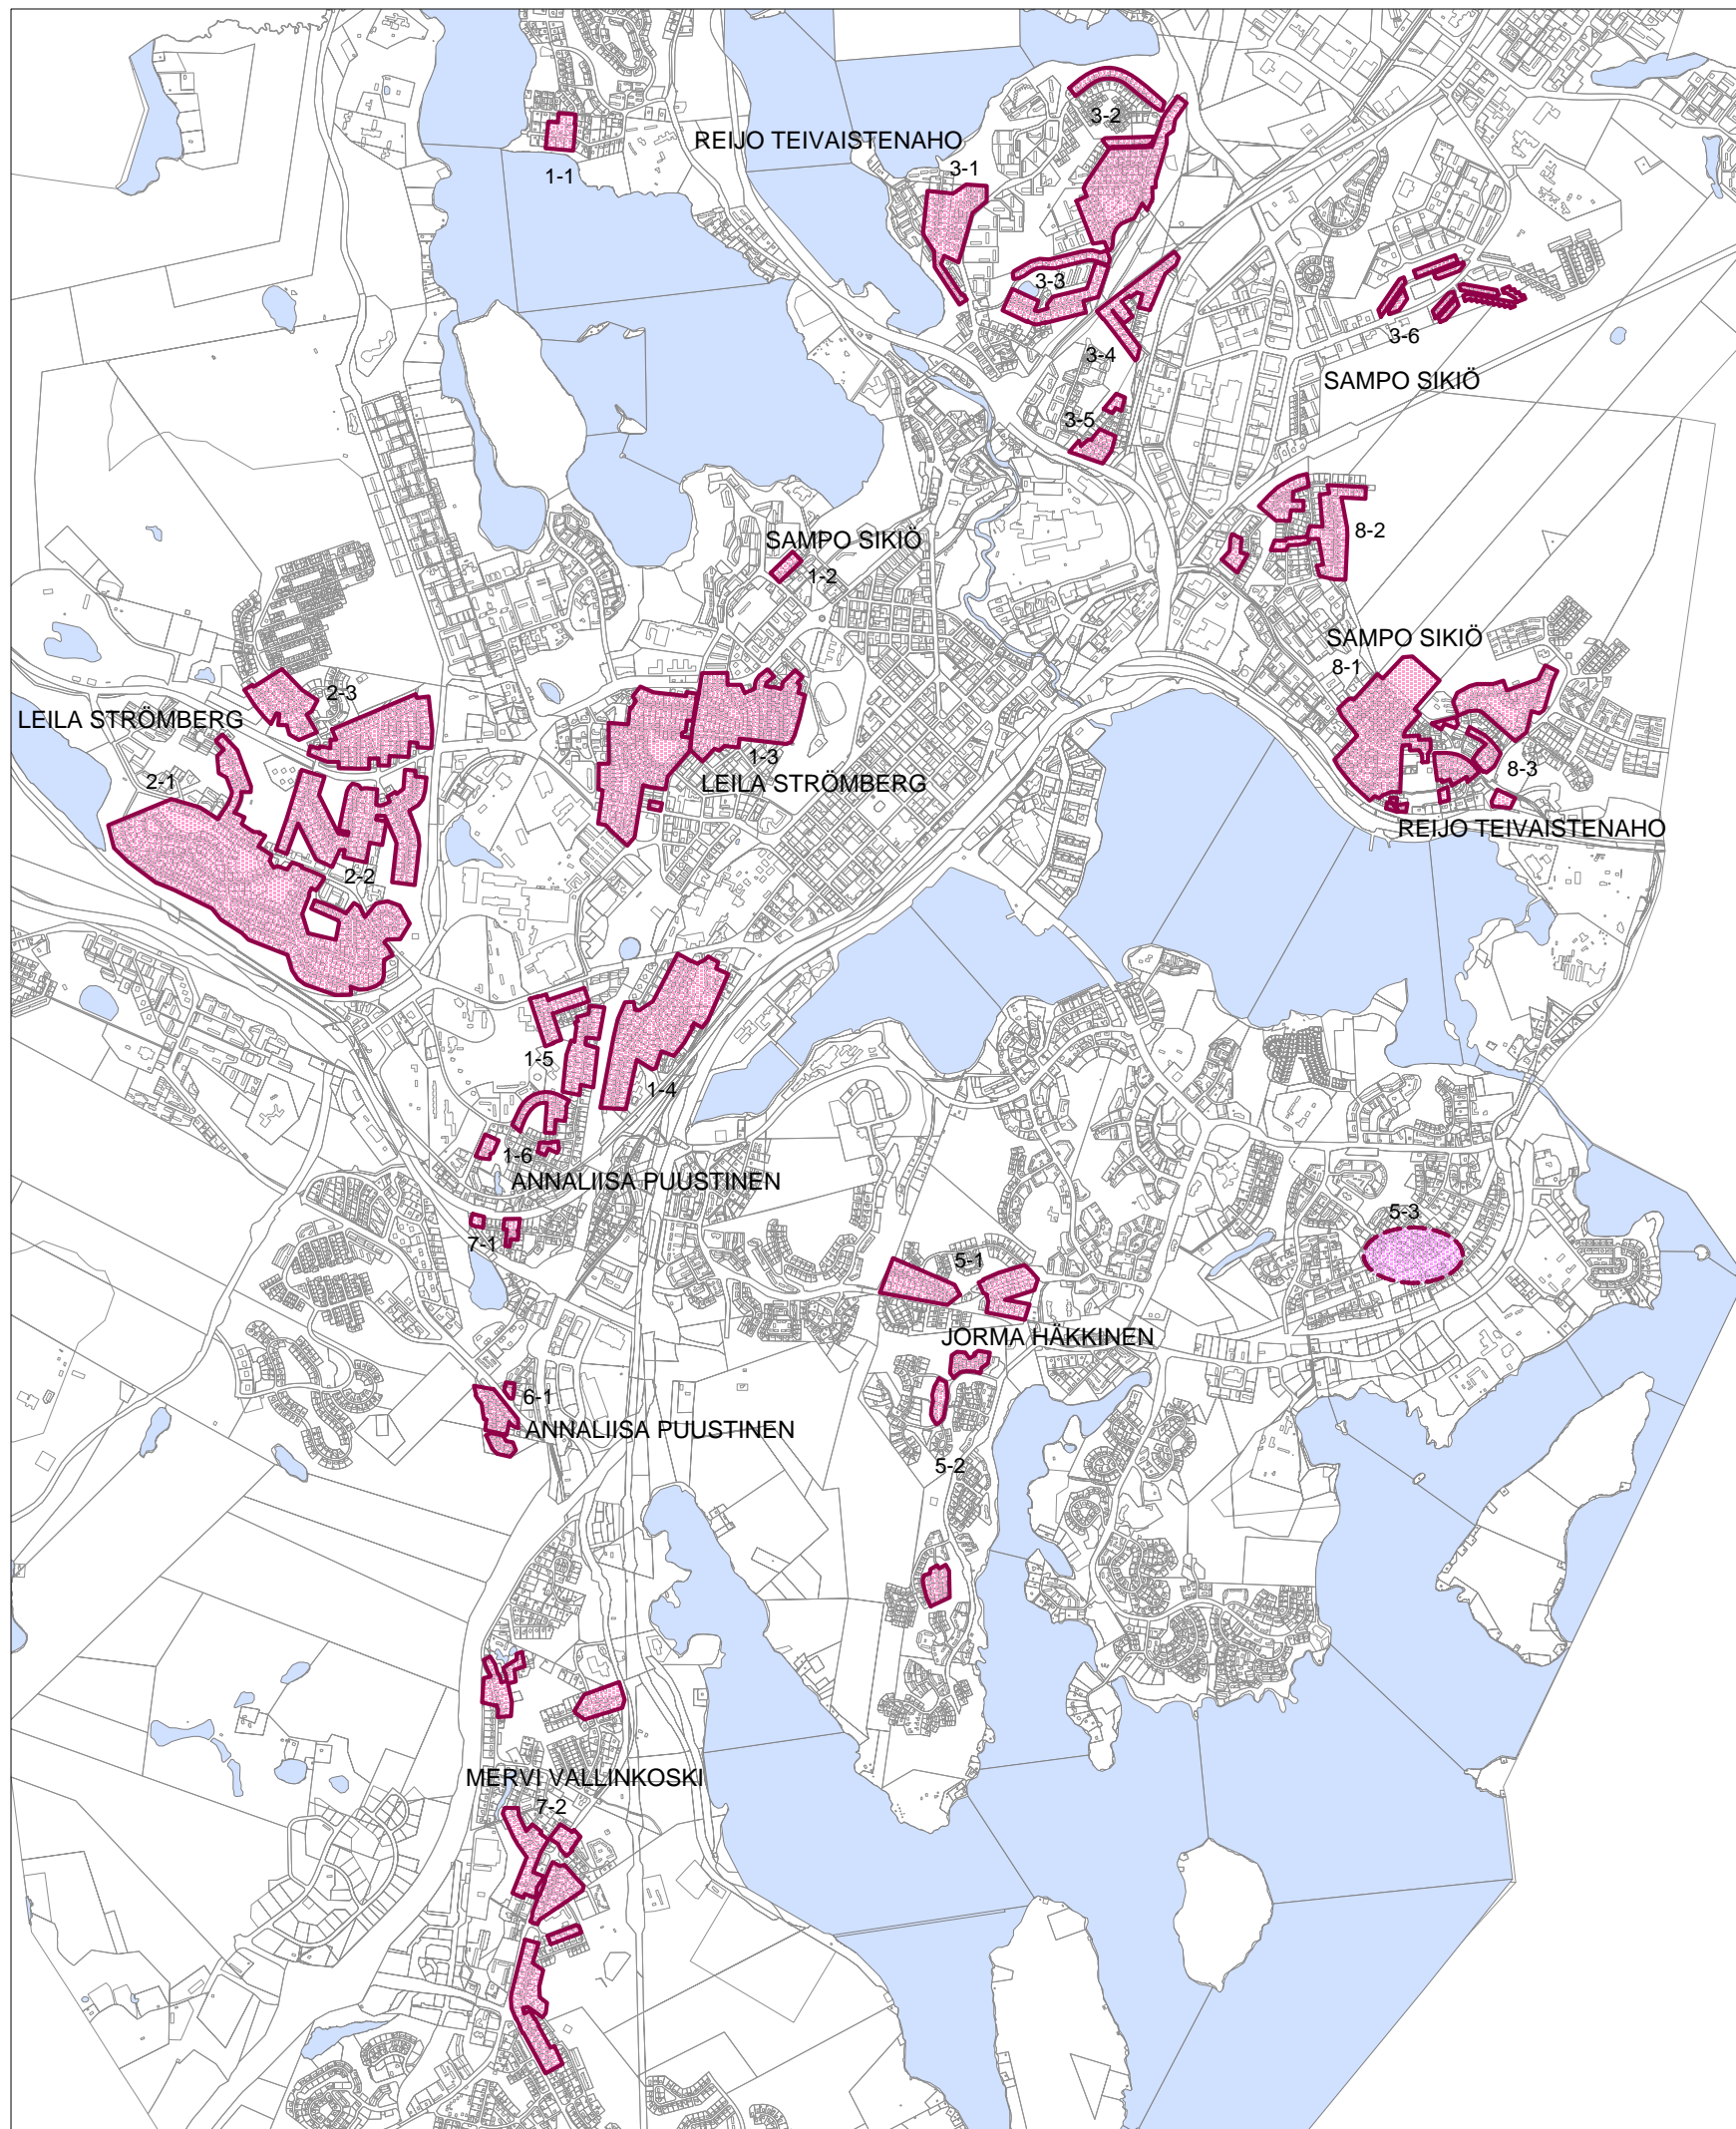 3-2
REIJO TEIVAISTENAHO
1-1
3-1
3-3
3-6
3-4
SAMPO SIKIÖ
3-5
8-2
SAMPO SIKIÖ
1-2
SAMPO SIKIÖ
8-1
2-3
LEILA STRÖMBERG
1-3
8-3
2-1
LEILA STRÖMBERG
REIJO TEIVAISTENAHO
2-2
1-5
1-4
1-6
ANNALIISA PUUSTINEN
5-3
7-1
5-1
JORMA HÄKKINEN
6-1
ANNALIISA PUUSTINEN
5-2
MERVI VALLINKOSKI
7-2